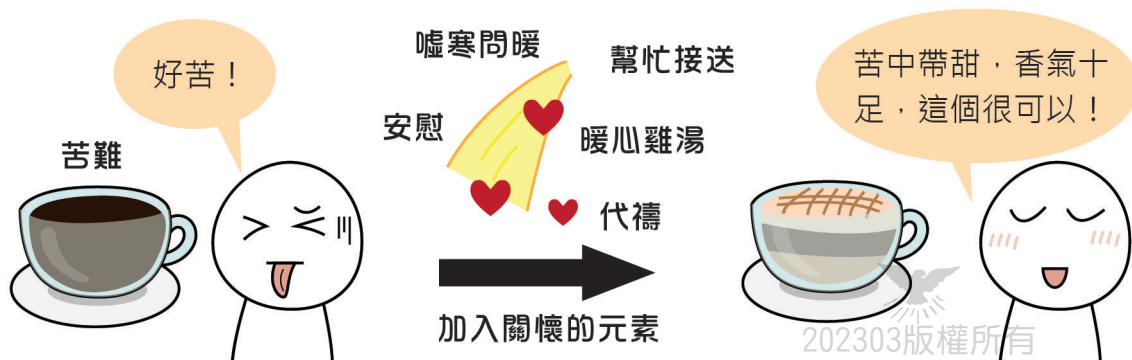 好苦！
苦難
噓寒問暖
幫忙接送
安慰
暖心雞湯
代禱
加入關懷的元素
苦中帶甜，香氣十
足，這個很可以！
202303版權所有